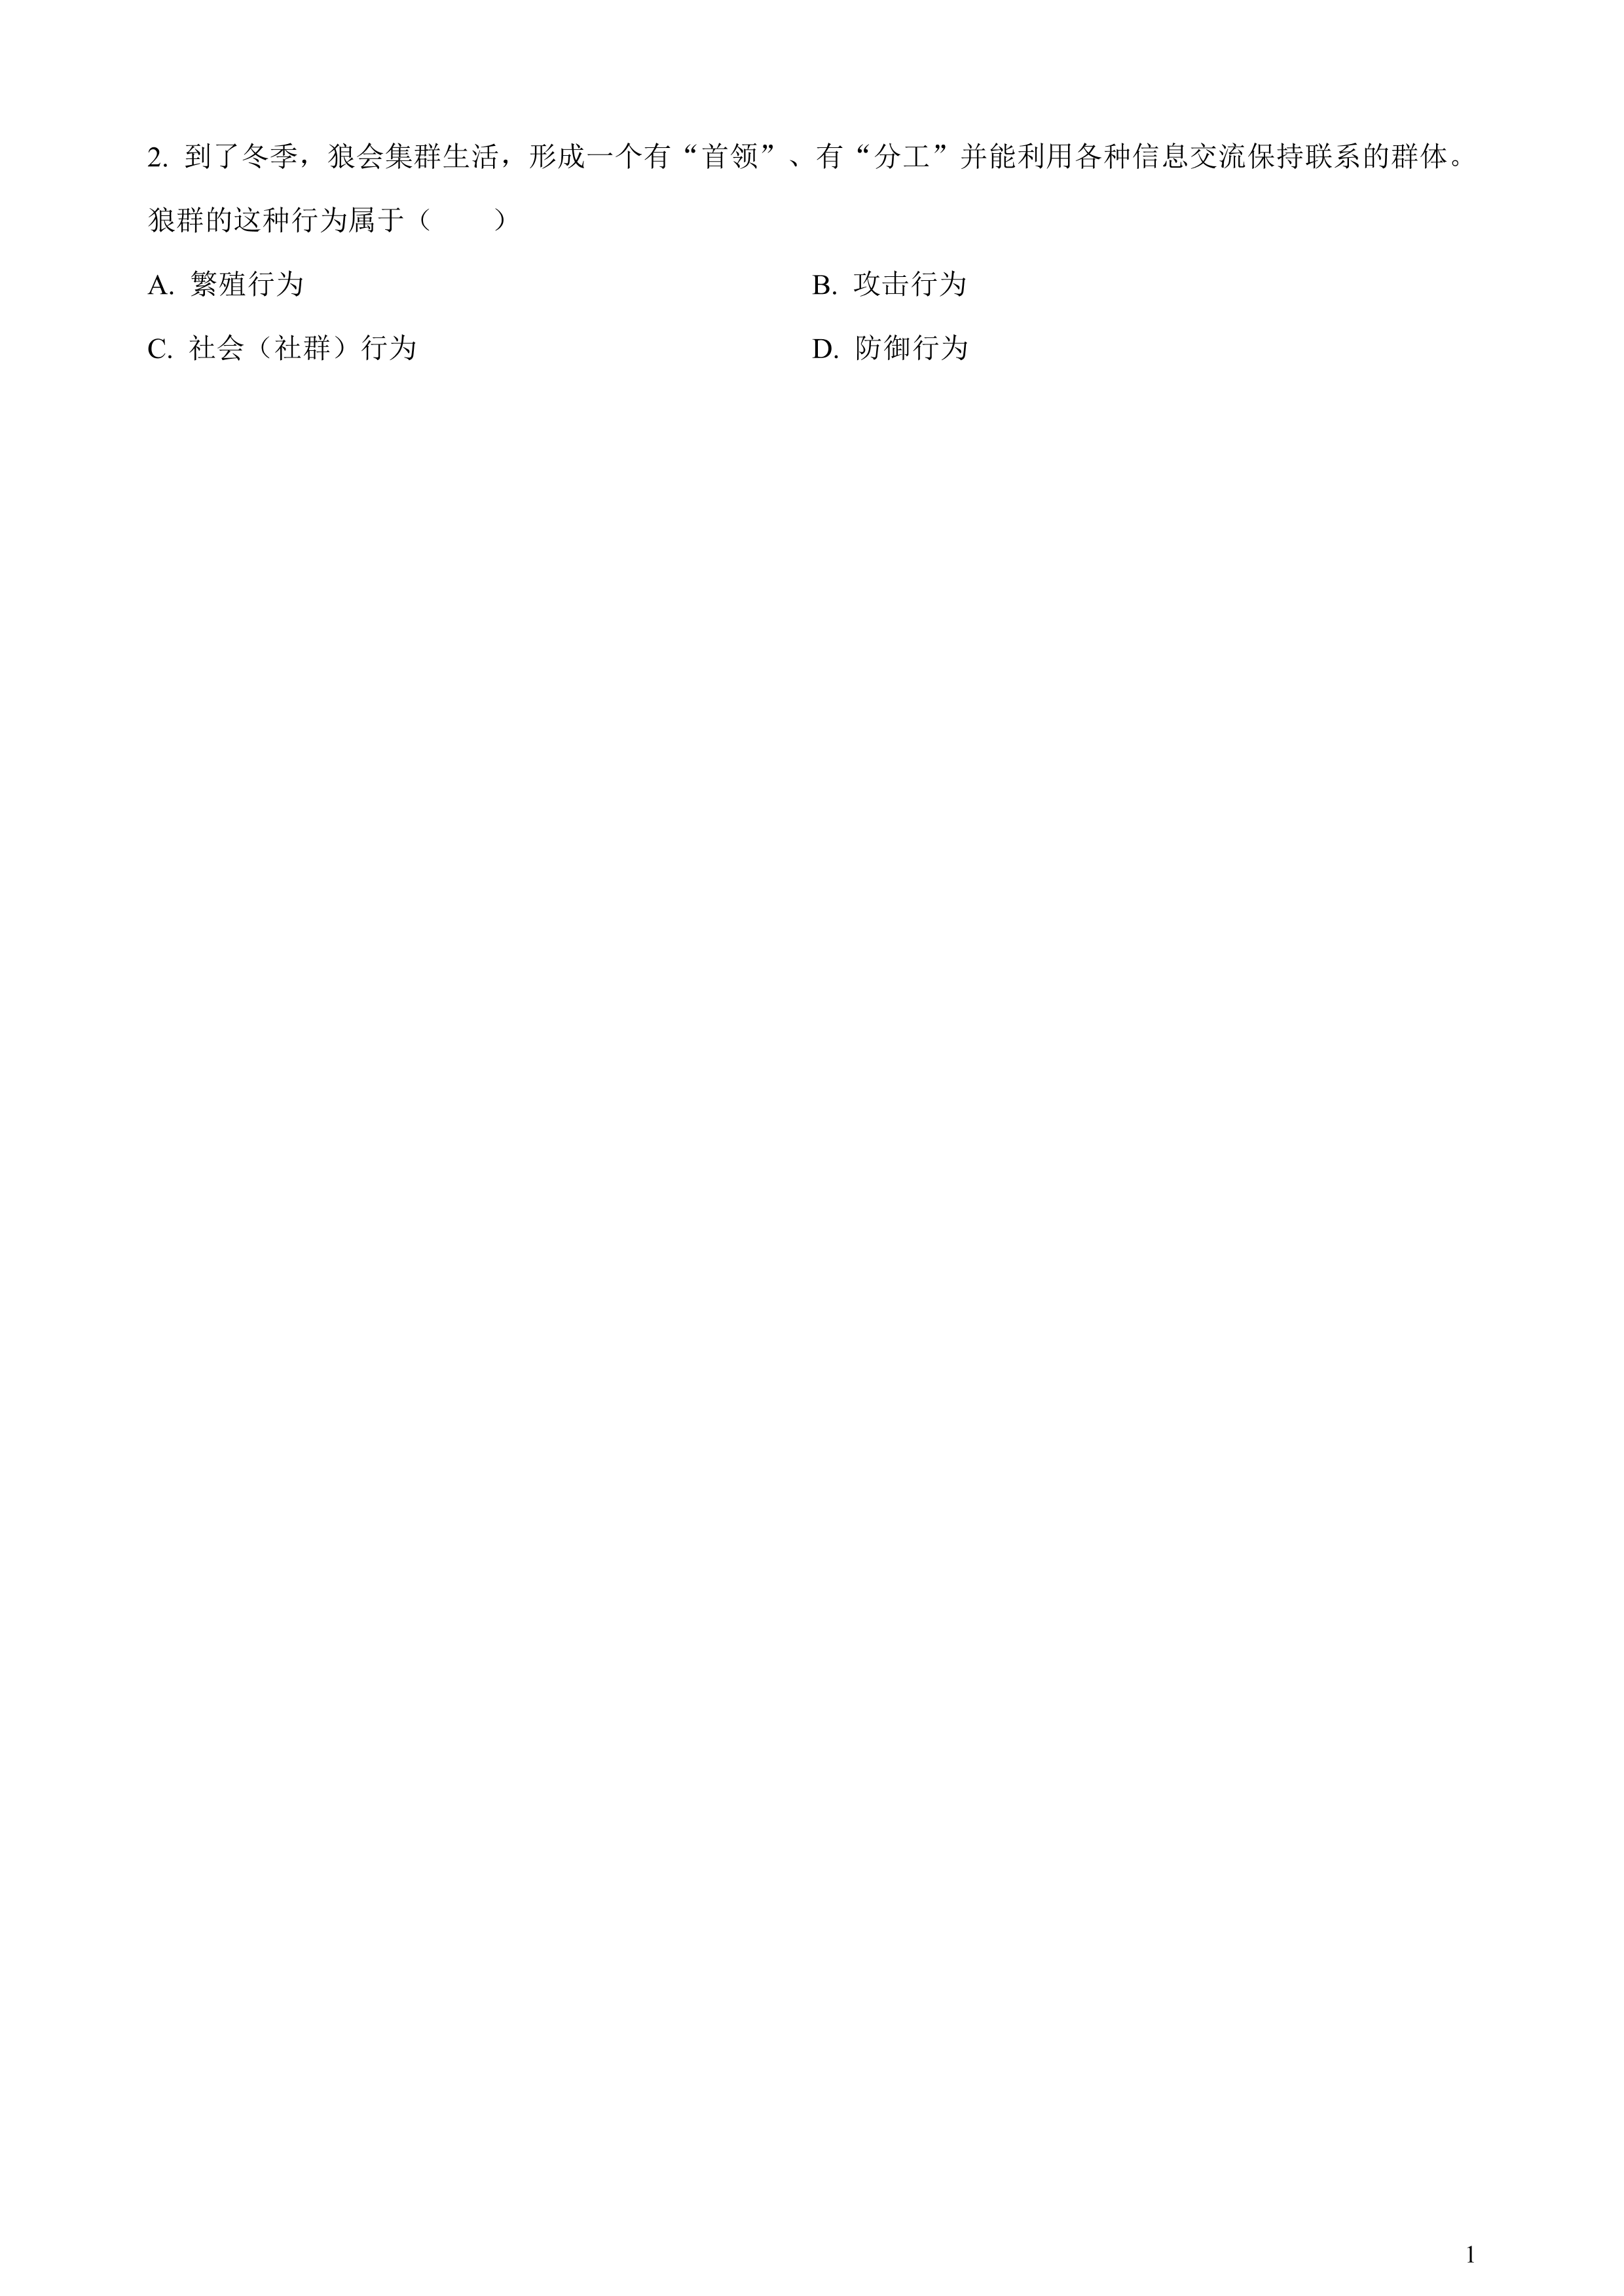 2. 到了冬季，狼会集群生活，形成一个有“首领”、有“分工”并能利用各种信息交流保持联系的群体。
狼群的这种行为属于（　　）
A. 繁殖行为　B. 攻击行为
C. 社会（社群）行为　D. 防御行为
1